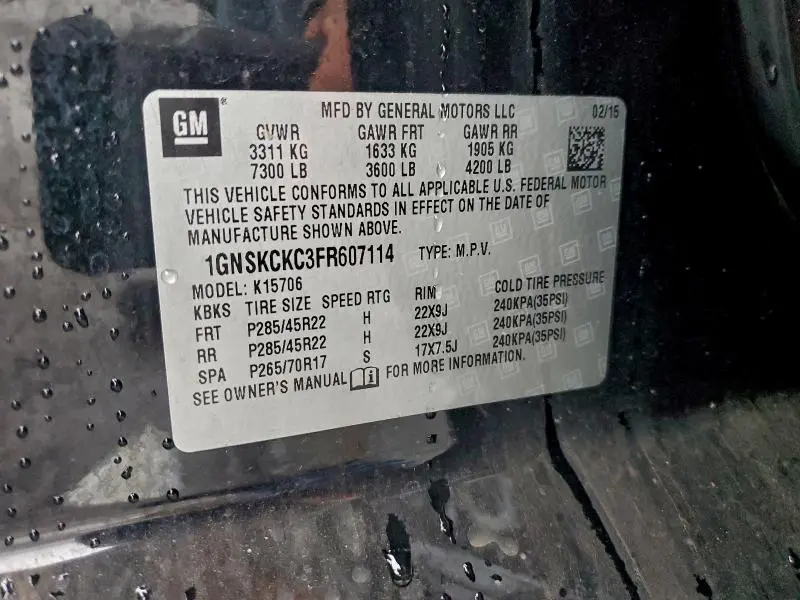 GM
MFD BY GENERAL MOTORS LLC 02/15
GVWR GAWR FRT GAWR RR
3311 KG 1633 KG 1905 KG
7300 LB 3600 LB 4200 LB
THIS VEHICLE CONFORMS TO ALL APPLICABLE U.S. FEDERAL MOTOR
VEHICLE SAFETY STANDARDS IN EFFECT ON THE DATE OF
MANUFACTURE SHOWN ABOVE.
1GNSKCKC3FR607114 TYPE: M.P.V.
MODEL: K15706
KBKS TIRE SIZE SPEED RTG RIM COLD TIRE PRESSURE
FRT P285/45R22 H 22X9J 240KPA(35PSI)
RR P285/45R22 H 22X9J 240KPA(35PSI)
SPA P265/70R17 S 17X7.5J 240KPA(35PSI)
SEE OWNER'S MANUAL FOR MORE INFORMATION.